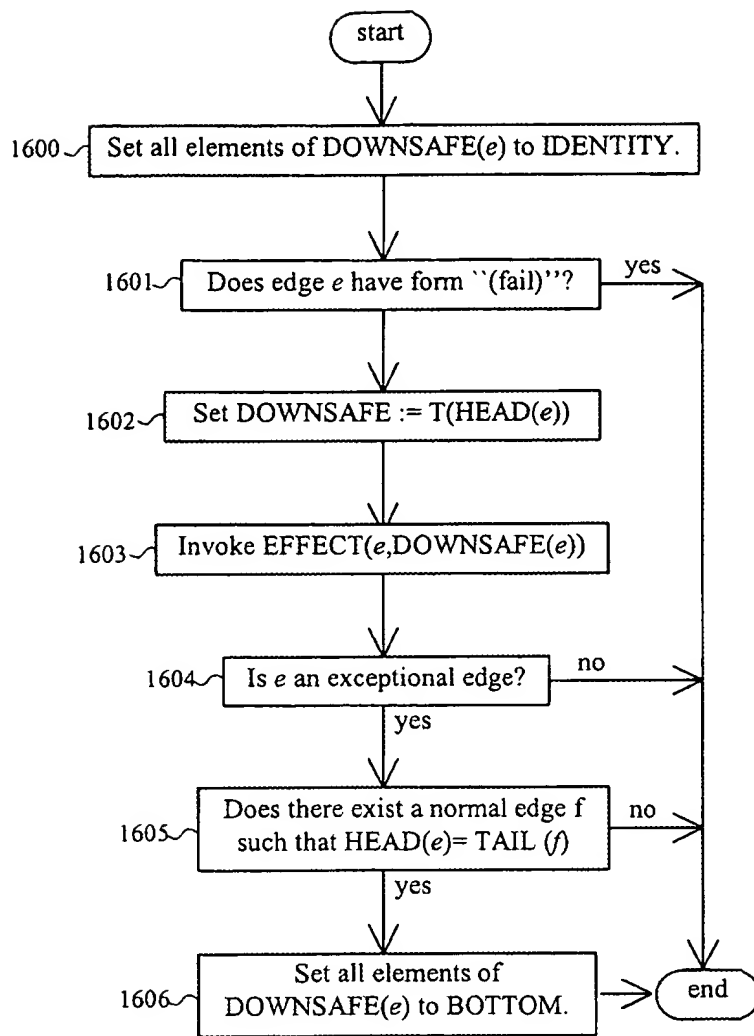 start
1600 Set all elements of DOWNSAFE(e) to IDENTITY.
1601 Does edge e have form ``(fail)''? yes
1602 Set DOWNSAFE := T(HEAD(e))
1603 Invoke EFFECT(e,DOWNSAFE(e))
1604 Is e an exceptional edge? no
yes
Does there exist a normal edge f no
1605 such that HEAD(e)= TAIL (f)
yes
Set all elements of
1606 DOWNSAFE(e) to BOTTOM.
end